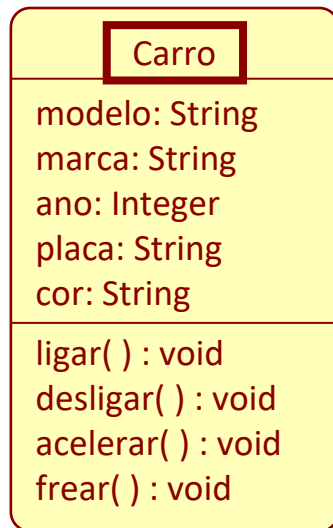 Carro
modelo: String
marca: String
ano: Integer
placa: String
cor: String
ligar( ) : void
desligar( ) : void
acelerar( ) : void
frear( ) : void